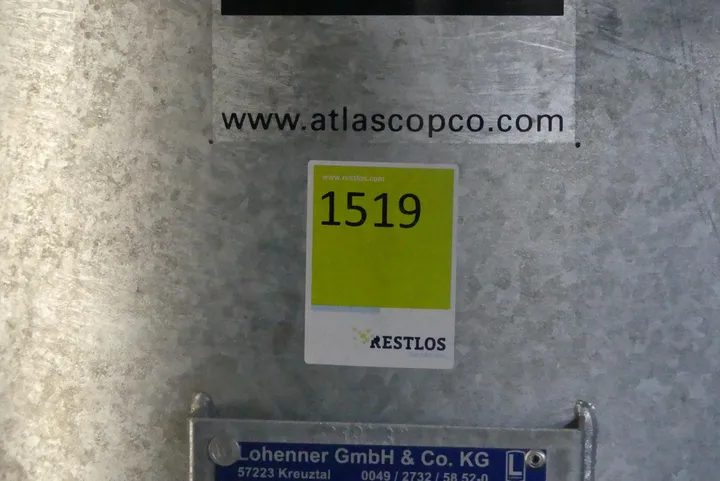 www.atlascopco.com
www.restlos.com
1519
RESTLOS
Lohenner GmbH & Co. KG
57223 Kreuztal 0049 / 2732 / 58 52-0
L